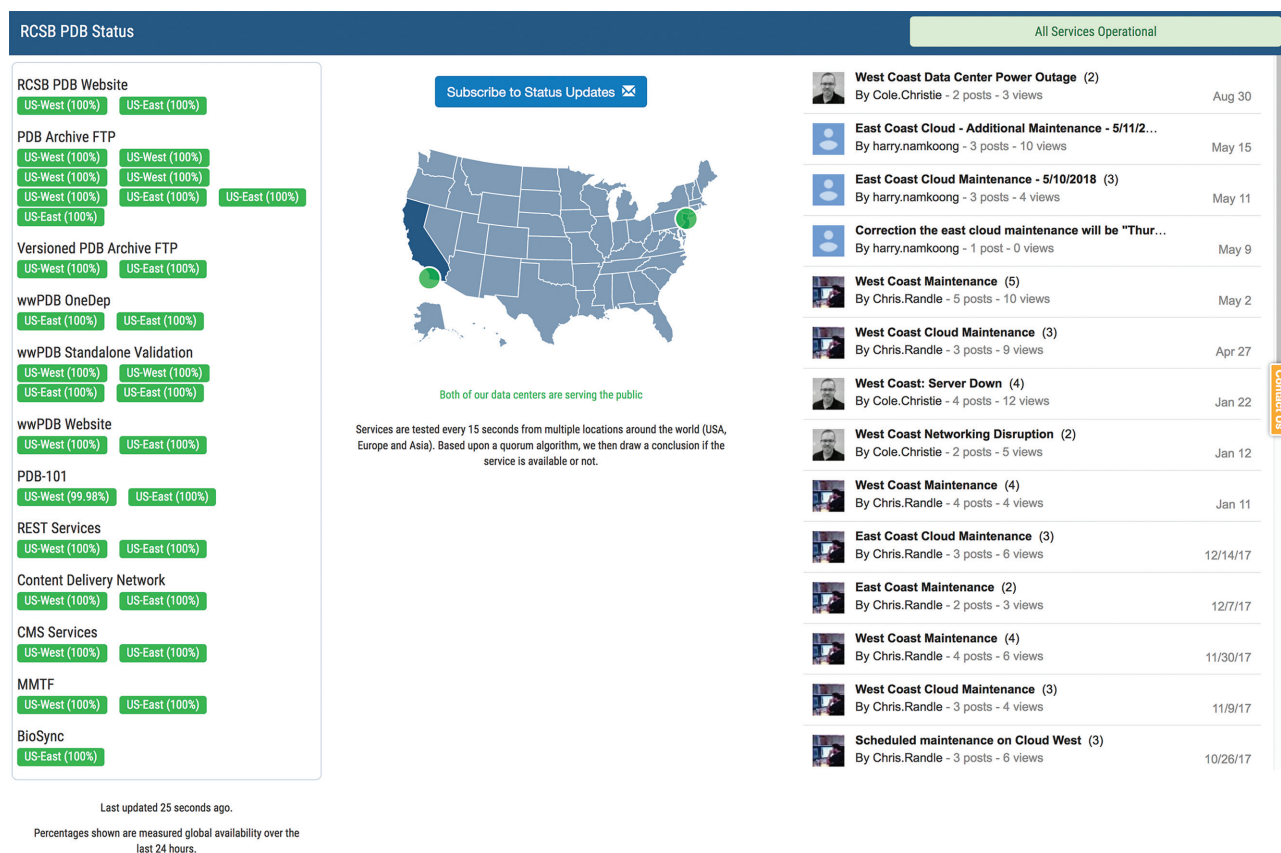 RCSB PDB Status
All Services Operational
RCSB PDB Website
US-West (100%) US-East (100%)
PDB Archive FTP
US-West (100%) US-West (100%)
US-West (100%) US-West (100%)
US-West (100%) US-East (100%) US-East (100%)
US-East (100%)
Versioned PDB Archive FTP
US-West (100%) US-East (100%)
wwPDB OneDep
US-East (100%) US-East (100%)
wwPDB Standalone Validation
US-West (100%) US-West (100%)
US-East (100%) US-East (100%)
wwPDB Website
US-West (100%) US-East (100%)
PDB-101
US-West (99.98%) US-East (100%)
REST Services
US-West (100%) US-East (100%)
Content Delivery Network
US-West (100%) US-East (100%)
CMS Services
US-West (100%) US-East (100%)
MMTF
US-West (100%) US-East (100%)
BioSync
US-East (100%)
Last updated 25 seconds ago.
Percentages shown are measured global availability over the
last 24 hours.
Subscribe to Status Updates
Both of our data centers are serving the public
Services are tested every 15 seconds from multiple locations around the world (USA,
Europe and Asia). Based upon a quorum algorithm, we then draw a conclusion if the
service is available or not.
West Coast Data Center Power Outage (2)
By Cole.Christie - 2 posts - 3 views Aug 30
East Coast Cloud - Additional Maintenance - 5/11/2...
By harry.namkoong - 3 posts - 10 views May 15
East Coast Cloud Maintenance - 5/10/2018 (3)
By harry.namkoong - 3 posts - 4 views May 11
Correction the east cloud maintenance will be "Thur...
By harry.namkoong - 1 post - 0 views May 9
West Coast Maintenance (5)
By Chris.Randle - 5 posts - 10 views May 2
West Coast Cloud Maintenance (3)
By Chris.Randle - 3 posts - 9 views Apr 27
West Coast: Server Down (4)
By Cole.Christie - 4 posts - 12 views Jan 22
West Coast Networking Disruption (2)
By Cole.Christie - 2 posts - 5 views Jan 12
West Coast Maintenance (4)
By Chris.Randle - 4 posts - 4 views Jan 11
East Coast Cloud Maintenance (3)
By Chris.Randle - 3 posts - 6 views 12/14/17
East Coast Maintenance (2)
By Chris.Randle - 2 posts - 3 views 12/7/17
West Coast Maintenance (4)
By Chris.Randle - 4 posts - 6 views 11/30/17
West Coast Cloud Maintenance (3)
By Chris.Randle - 3 posts - 4 views 11/9/17
Scheduled maintenance on Cloud West (3)
By Chris.Randle - 3 posts - 6 views 10/26/17
Contact Us